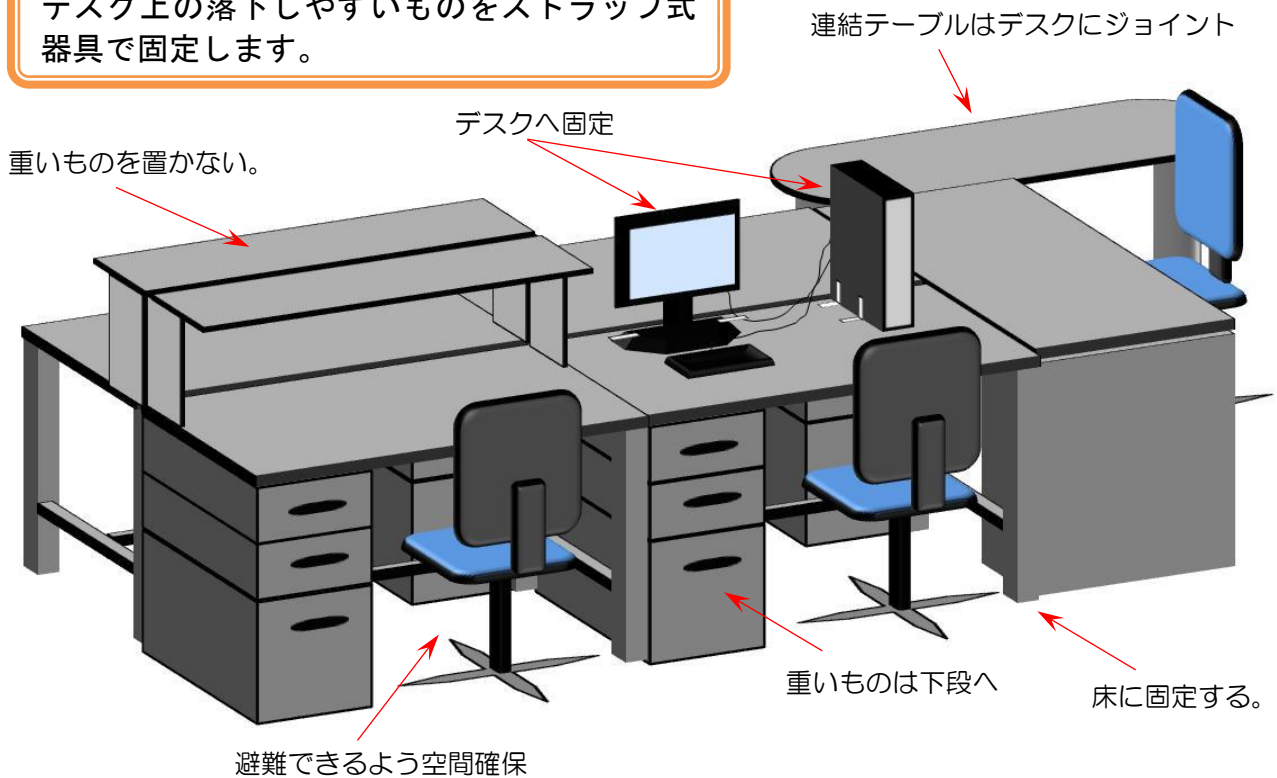 デスク上の落下しやすいものをストラップ式
器具で固定します。
連結テーブルはデスクにジョイント
デスクへ固定
重いものを置かない。
重いものは下段へ
床に固定する。
避難できるよう空間確保